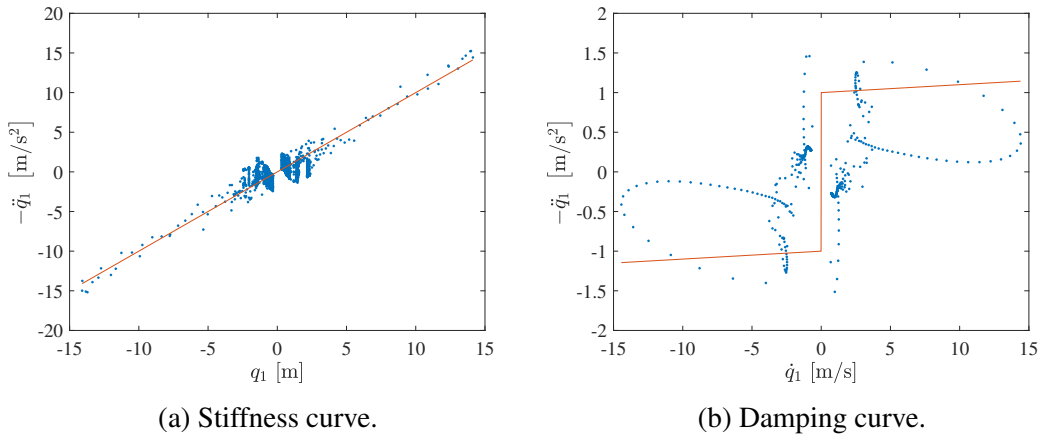 20
15
10
5
0
-5
-10
-15
-20
-15 -10 -5 0 5 10 15
−q̈₁ [m/s²]
q₁ [m]
(a) Stiffness curve.
2
1.5
1
0.5
0
-0.5
-1
-1.5
-2
-15 -10 -5 0 5 10 15
−q̈₁ [m/s²]
q̇₁ [m/s]
(b) Damping curve.